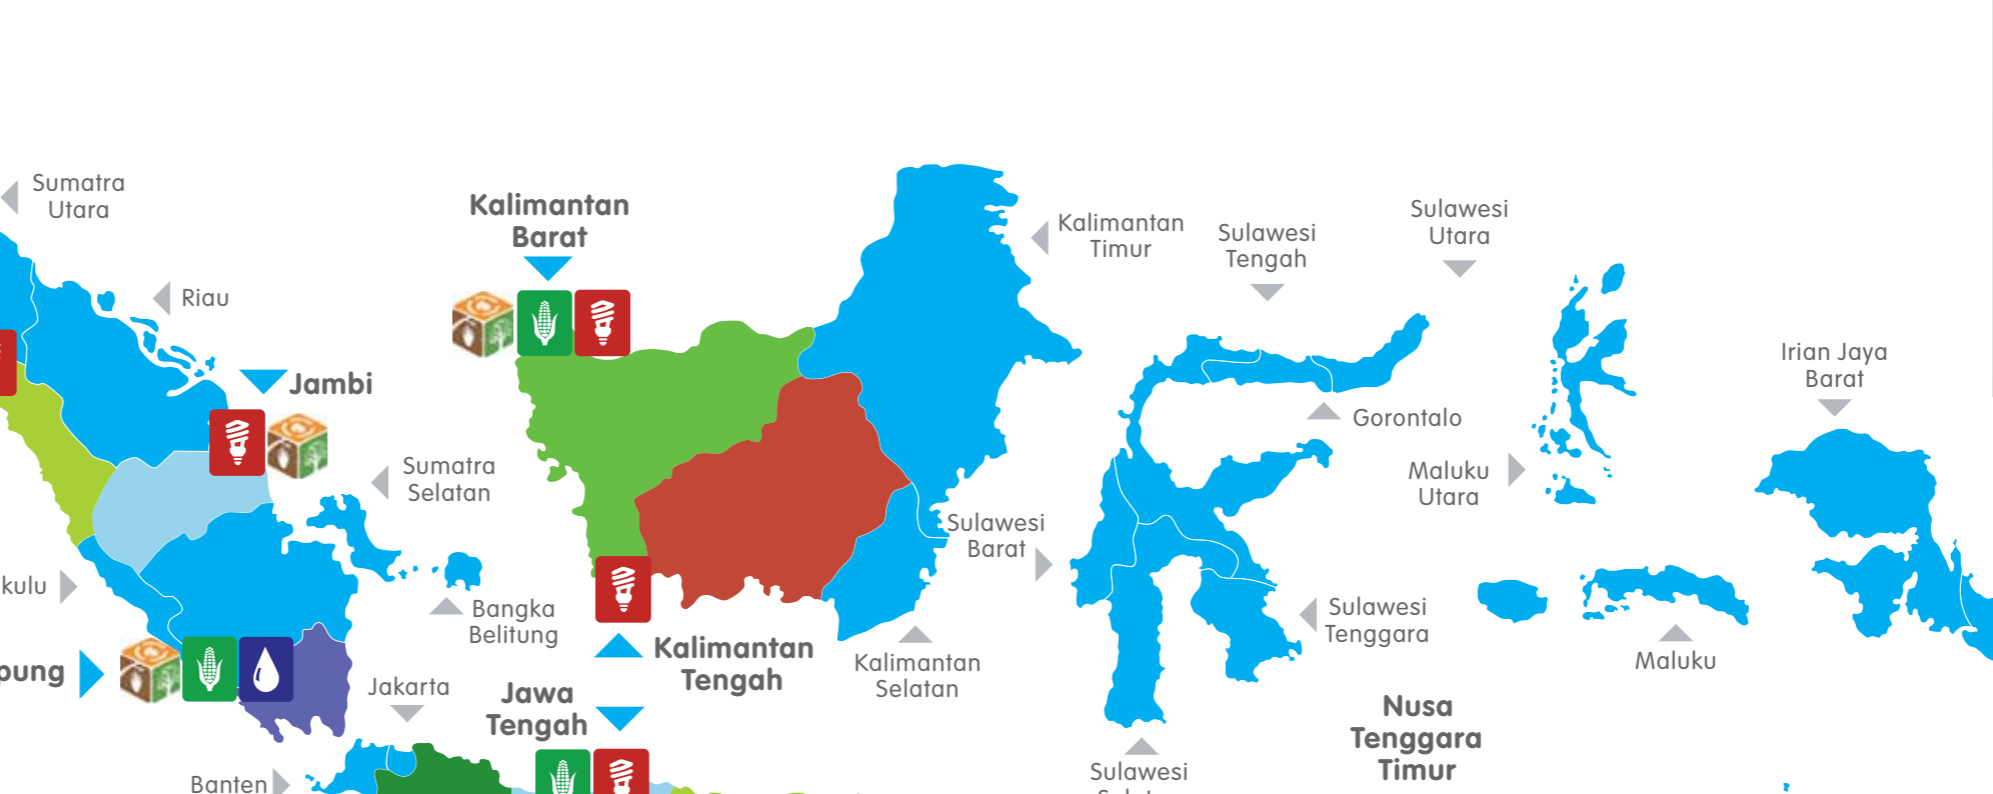 Sumatra
Utara
Riau
Jambi
Sumatra
Selatan
kulu
Bangka
Belitung
pung
Jakarta
Banten
Kalimantan
Barat
Kalimantan
Timur
Kalimantan
Tengah
Kalimantan
Selatan
Jawa
Tengah
Sulawesi
Tengah
Sulawesi
Utara
Gorontalo
Sulawesi
Barat
Sulawesi
Tenggara
Sulawesi
Maluku
Utara
Irian Jaya
Barat
Maluku
Nusa
Tenggara
Timur